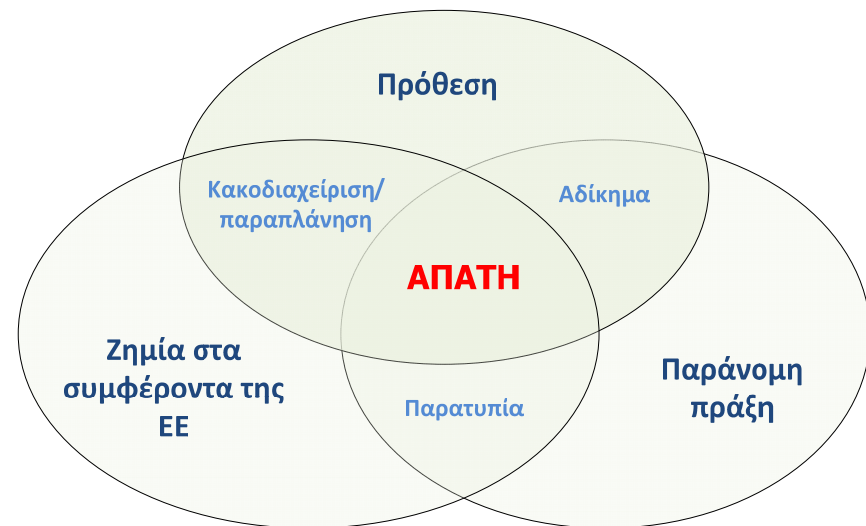 Πρόθεση
Κακοδιαχείριση/
παραπλάνηση
Αδίκημα
ΑΠΑΤΗ
Ζημία στα
συμφέροντα της
ΕΕ
Παράνομη
πράξη
Παρατυπία